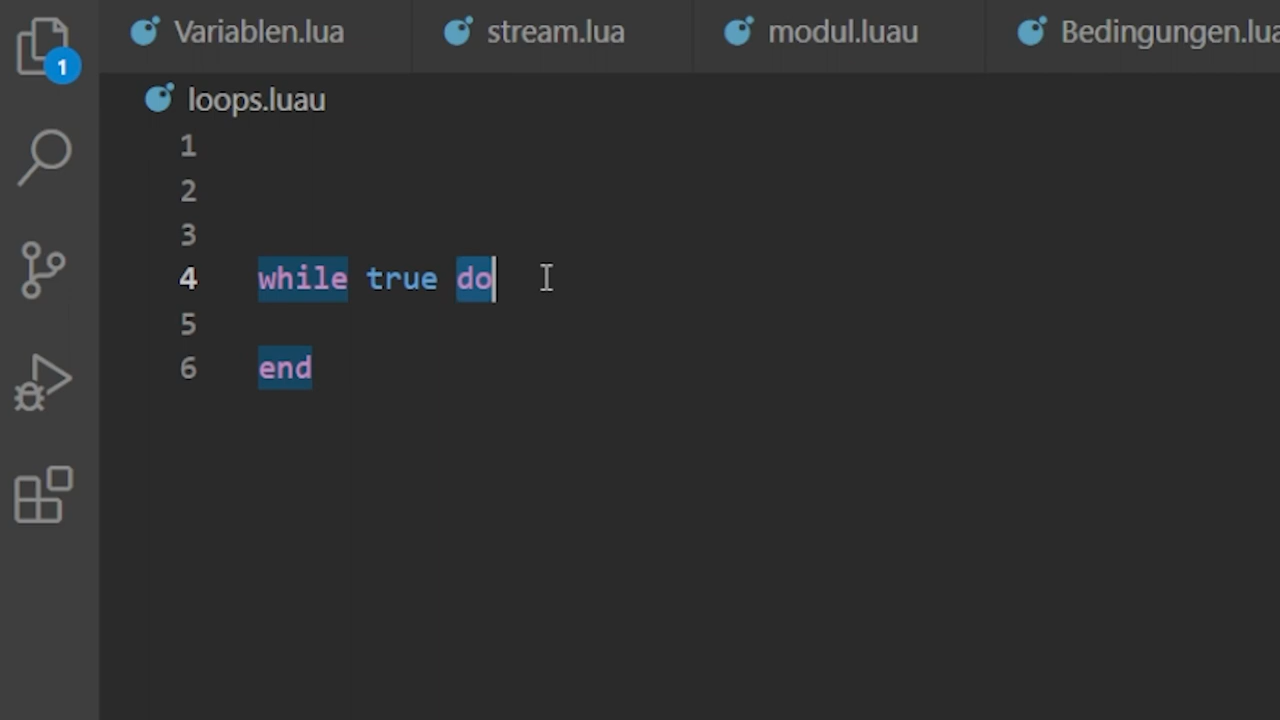 Variablen.lua stream.lua modul.luau Bedingungen.lua
1
loops.luau
1
2
3
4 while true do
5
6 end